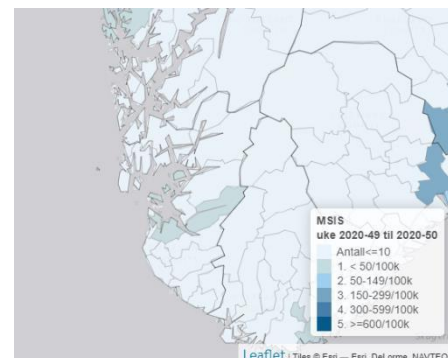 MSIS
uke 2020-49 til 2020-50
Antall<=10
1. < 50/100k
2. 50-149/100k
3. 150-299/100k
4. 300-599/100k
5. >=600/100k
Leaflet | Tiles © Esri — Esri, DeLorme, NAVTEQ